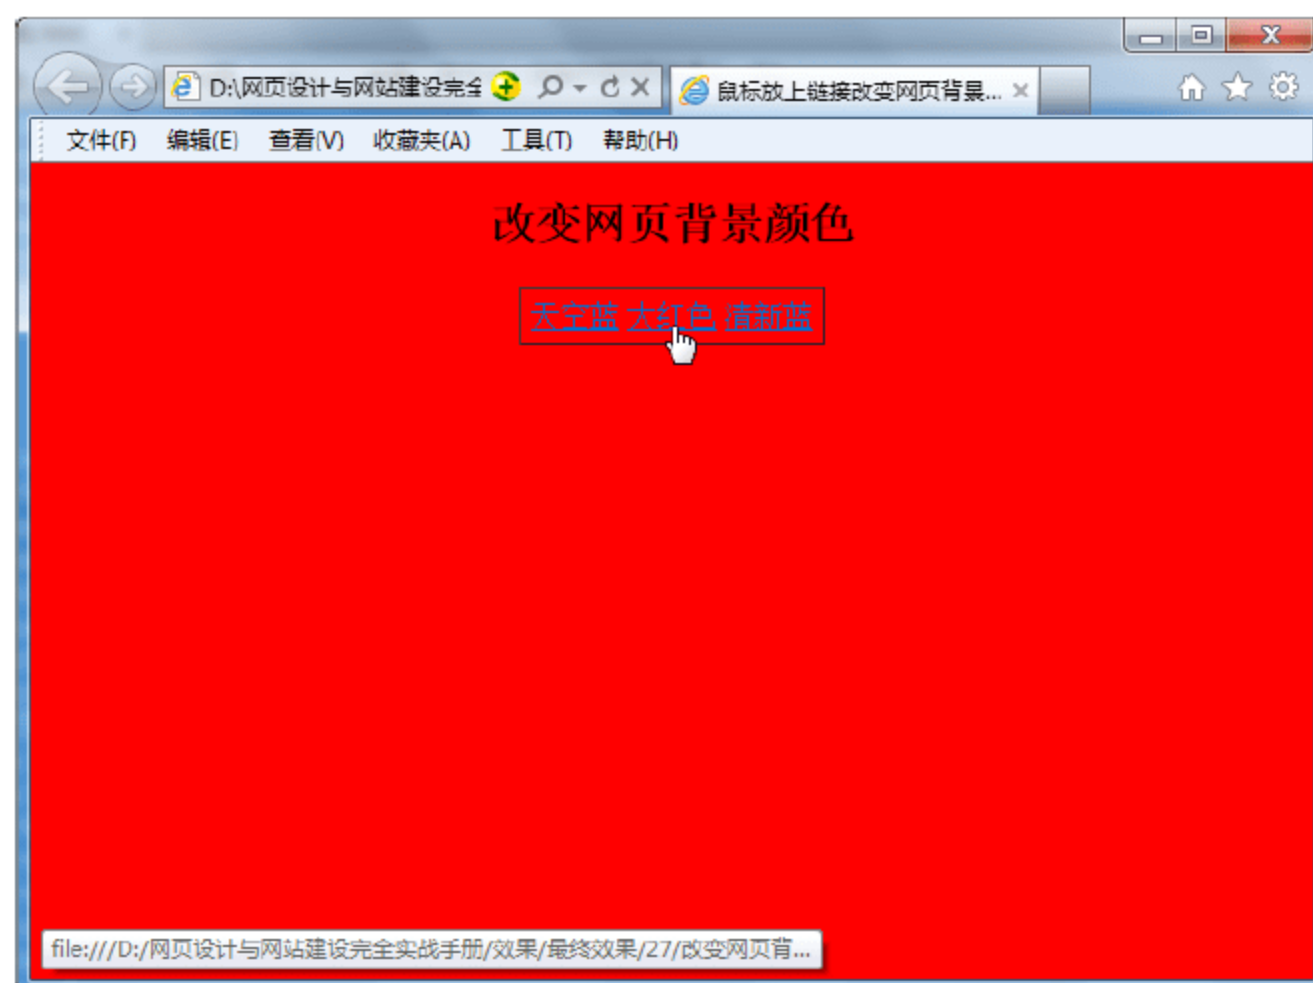 D:\网页设计与网站建设完全
鼠标放上链接改变网页背景...
文件(F) 编辑(E) 查看(V) 收藏夹(A) 工具(T) 帮助(H)
改变网页背景颜色
天空蓝 大红色 清新蓝
file:///D:/网页设计与网站建设完全实战手册/效果/最终效果/27/改变网页背...